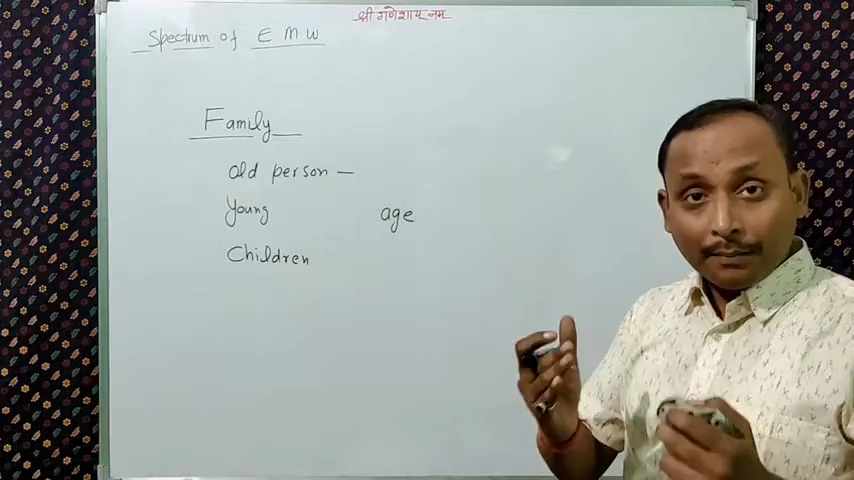 श्री गणेशाय नमः
Spectrum of E M W
Family
old person —
Young age
Children